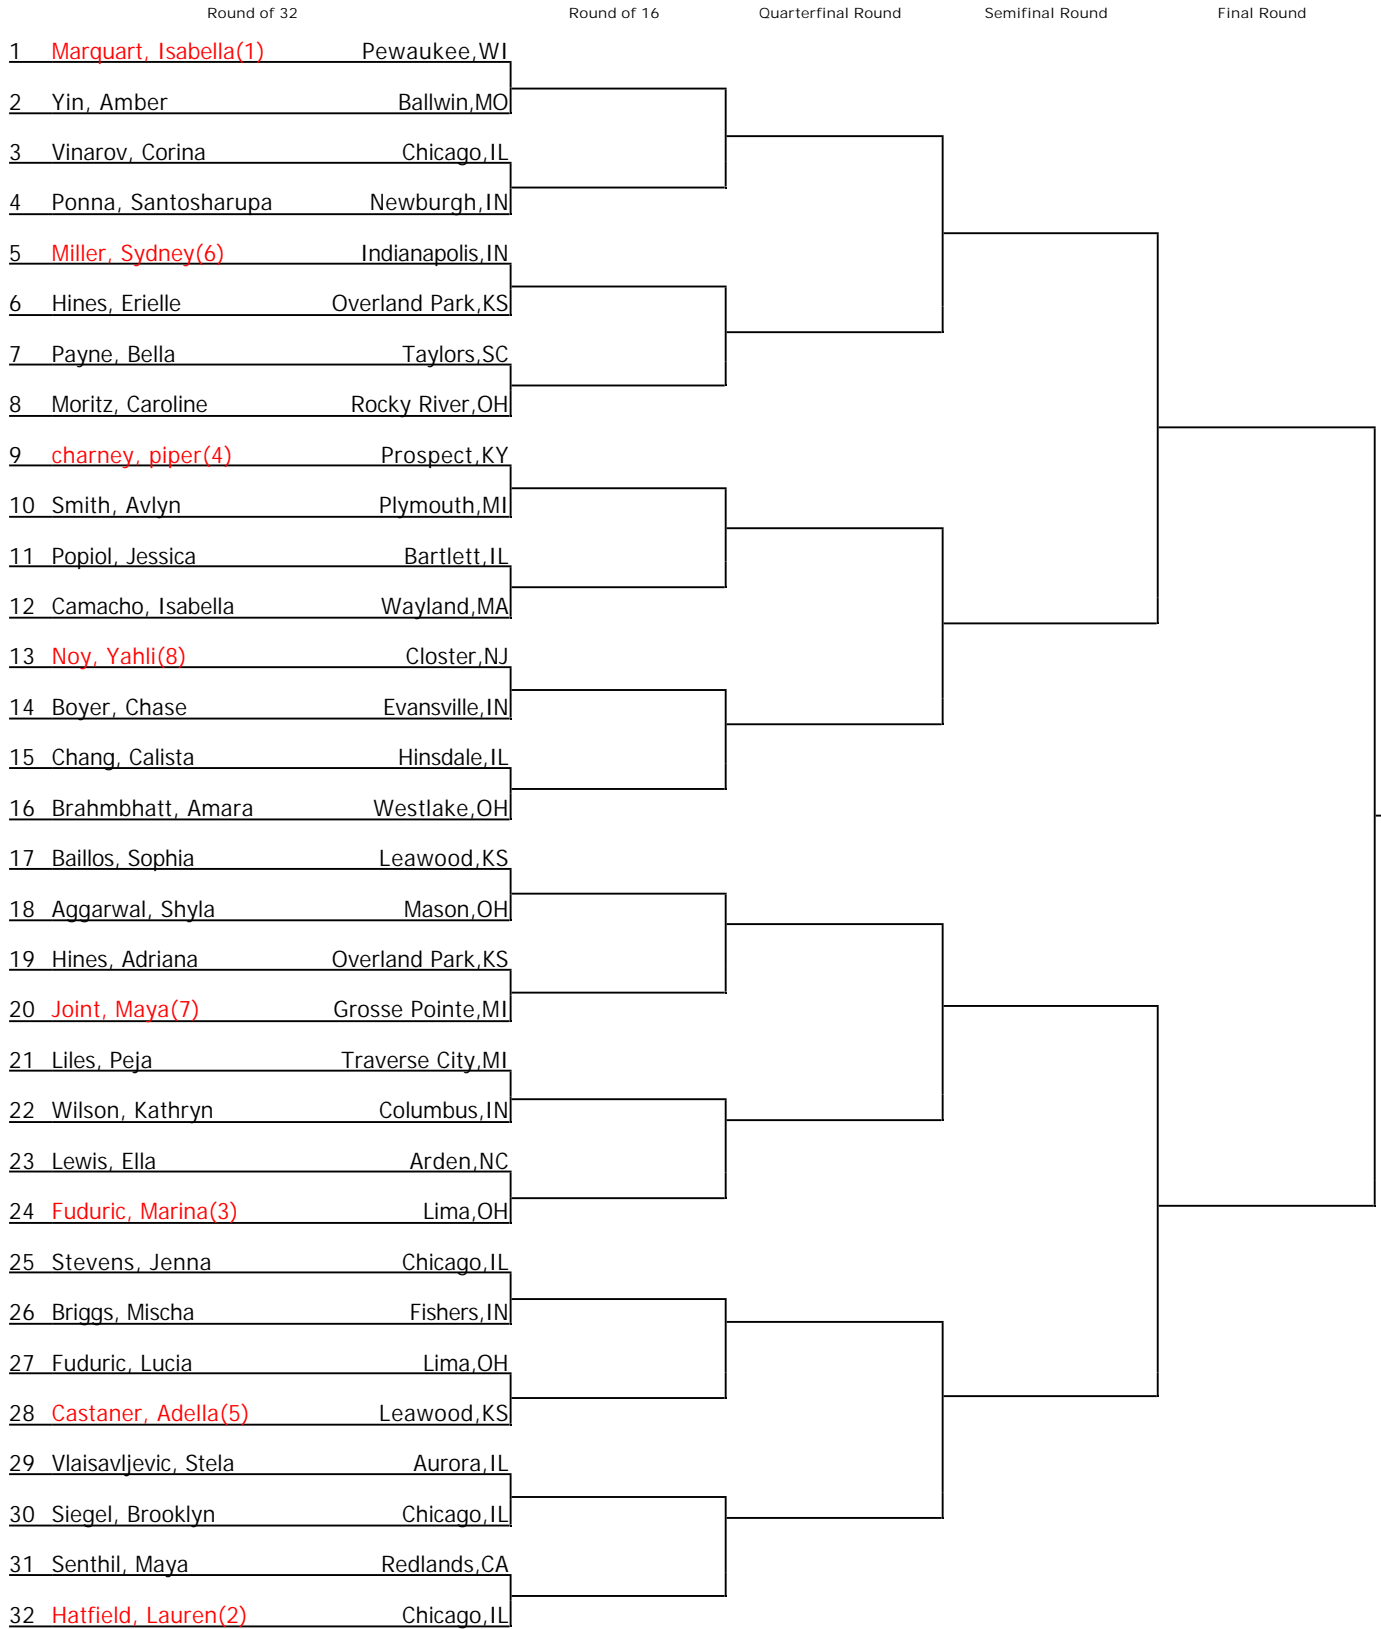 Round of 32 Round of 16 Quarterfinal Round Semifinal Round Final Round
1 Marquart, Isabella(1) Pewaukee,WI
2 Yin, Amber Ballwin,MO
3 Vinarov, Corina Chicago,IL
4 Ponna, Santosharupa Newburgh,IN
5 Miller, Sydney(6) Indianapolis,IN
6 Hines, Erielle Overland Park,KS
7 Payne, Bella Taylors,SC
8 Moritz, Caroline Rocky River,OH
9 charney, piper(4) Prospect,KY
10 Smith, Avlyn Plymouth,MI
11 Popiol, Jessica Bartlett,IL
12 Camacho, Isabella Wayland,MA
13 Noy, Yahli(8) Closter,NJ
14 Boyer, Chase Evansville,IN
15 Chang, Calista Hinsdale,IL
16 Brahmbhatt, Amara Westlake,OH
17 Baillos, Sophia Leawood,KS
18 Aggarwal, Shyla Mason,OH
19 Hines, Adriana Overland Park,KS
20 Joint, Maya(7) Grosse Pointe,MI
21 Liles, Peja Traverse City,MI
22 Wilson, Kathryn Columbus,IN
23 Lewis, Ella Arden,NC
24 Fuduric, Marina(3) Lima,OH
25 Stevens, Jenna Chicago,IL
26 Briggs, Mischa Fishers,IN
27 Fuduric, Lucia Lima,OH
28 Castaner, Adella(5) Leawood,KS
29 Vlaisavljevic, Stela Aurora,IL
30 Siegel, Brooklyn Chicago,IL
31 Senthil, Maya Redlands,CA
32 Hatfield, Lauren(2) Chicago,IL